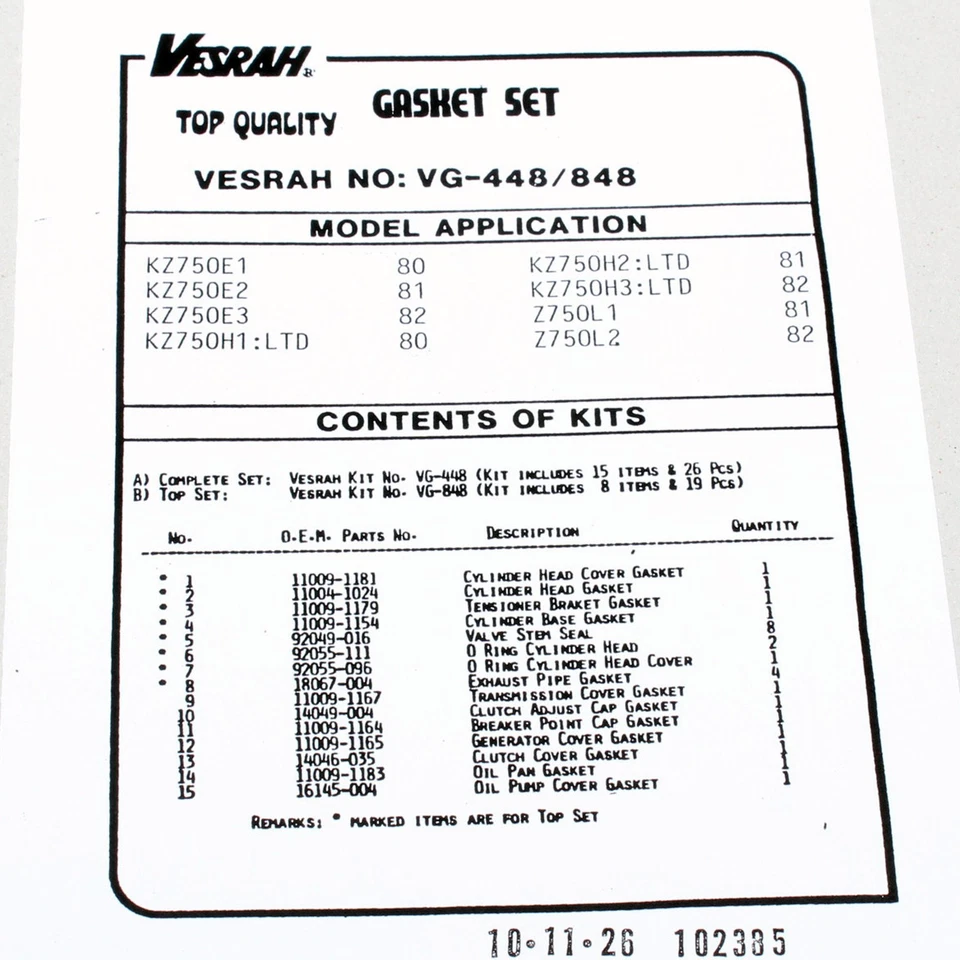 VESRAH®
TOP QUALITY GASKET SET
VESRAH NO: VG-448/848
MODEL APPLICATION
KZ750E1 80 KZ750H2:LTD 81
KZ750E2 81 KZ750H3:LTD 82
KZ750E3 82 Z750L1 81
KZ750H1:LTD 80 Z750L2 82
CONTENTS OF KITS
A) COMPLETE SET: VESRAH KIT NO. VG-448 (KIT INCLUDES 15 ITEMS & 26 PCS)
B) TOP SET: VESRAH KIT NO. VG-848 (KIT INCLUDES 8 ITEMS & 19 PCS)
NO. O.E.M. PARTS NO. DESCRIPTION QUANTITY
* 1 11009-1181 CYLINDER HEAD COVER GASKET 1
* 2 11004-1024 CYLINDER HEAD GASKET 1
* 3 11009-1179 TENSIONER BRAKET GASKET 1
* 4 11009-1154 CYLINDER BASE GASKET 1
* 5 92049-016 VALVE STEM SEAL 8
* 6 92055-111 O RING CYLINDER HEAD 2
* 7 92055-096 O RING CYLINDER HEAD COVER 1
* 8 18067-004 EXHAUST PIPE GASKET 4
9 11009-1167 TRANSMISSION COVER GASKET 1
10 14049-004 CLUTCH ADJUST CAP GASKET 1
11 11009-1164 BREAKER POINT CAP GASKET 1
12 11009-1165 GENERATOR COVER GASKET 1
13 14046-035 CLUTCH COVER GASKET 1
14 11009-1183 OIL PAN GASKET 1
15 16145-004 OIL PUMP COVER GASKET 1
REMARKS: * MARKED ITEMS ARE FOR TOP SET
10.11.26 102385